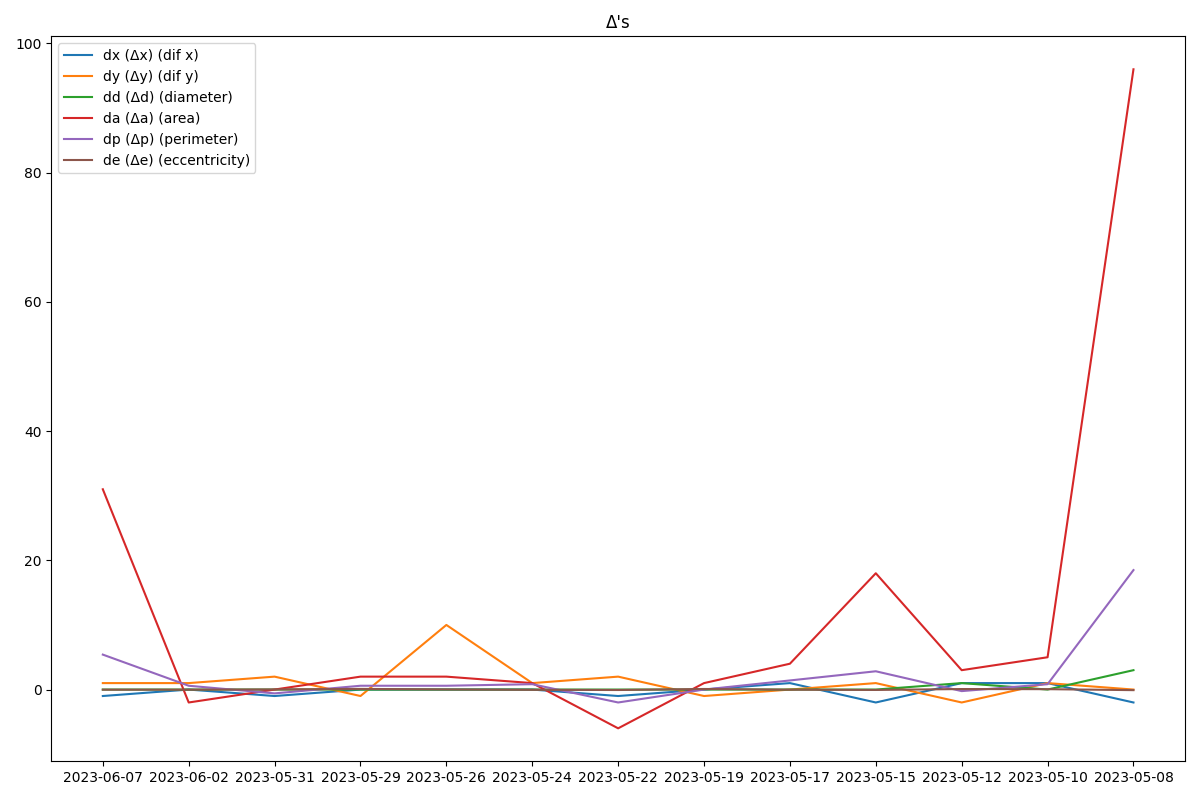 Δ's
100
80
60
40
20
0
dx (Δx) (dif x)
dy (Δy) (dif y)
dd (Δd) (diameter)
da (Δa) (area)
dp (Δp) (perimeter)
de (Δe) (eccentricity)
2023-06-07 2023-06-02 2023-05-31 2023-05-29 2023-05-26 2023-05-24 2023-05-22 2023-05-19 2023-05-17 2023-05-15 2023-05-12 2023-05-10 2023-05-08